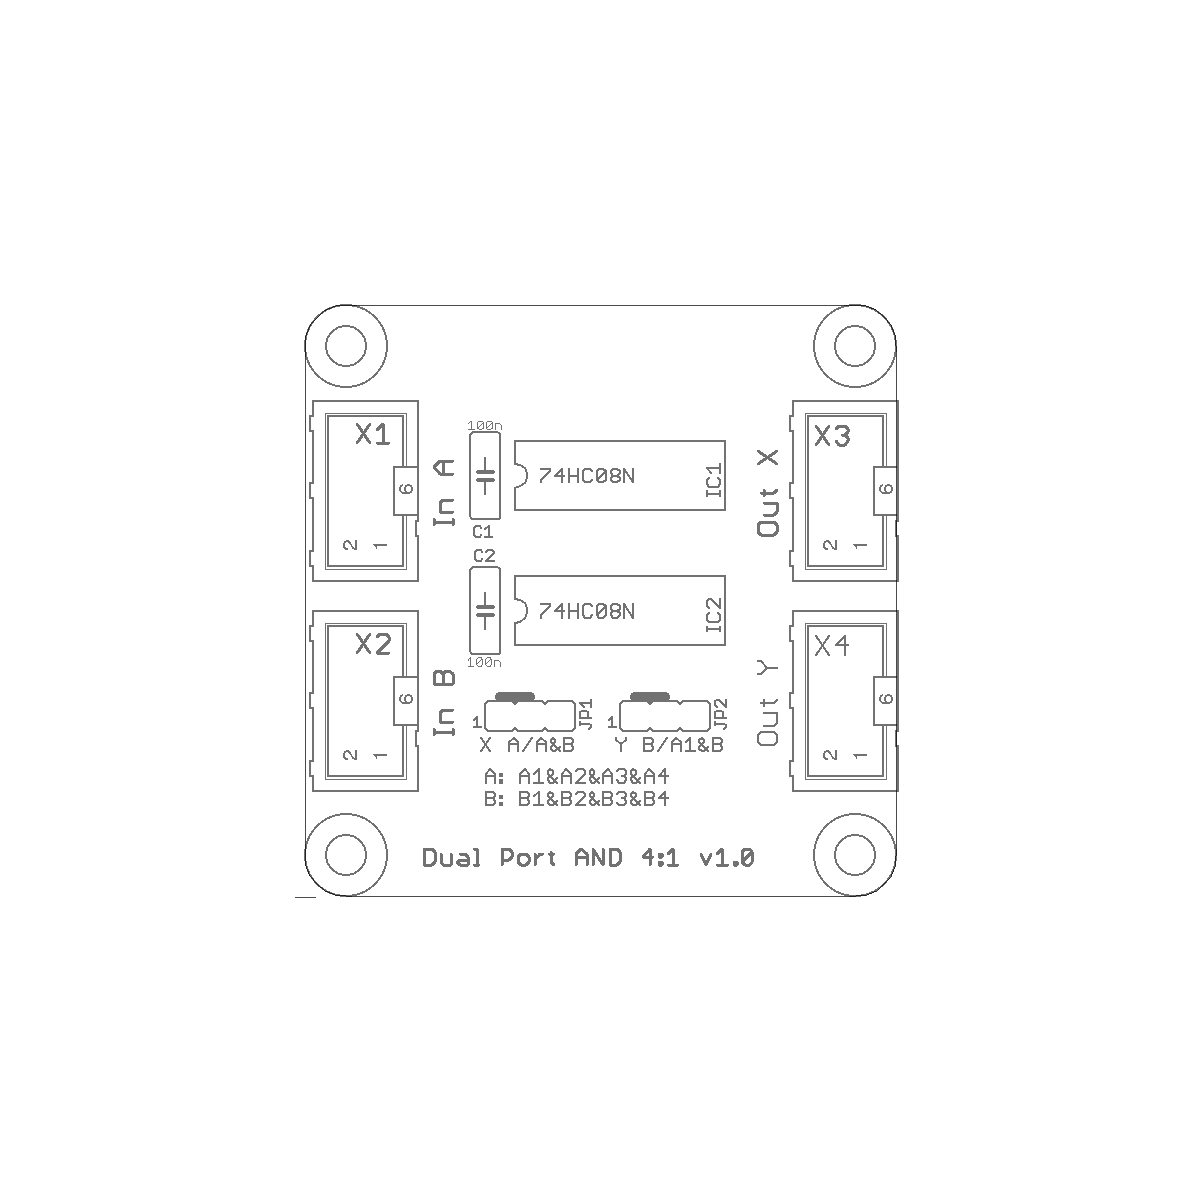 X1
6
2 1
In A
100n
C1
74HC08N
IC1
Out X
X3
6
2 1
X2
6
2 1
In B
C2
100n
74HC08N
IC2
Out Y
X4
6
2 1
1
JP1
X A/A&B
1
JP2
Y B/A1&B
A: A1&A2&A3&A4
B: B1&B2&B3&B4
Dual Port AND 4:1 v1.0